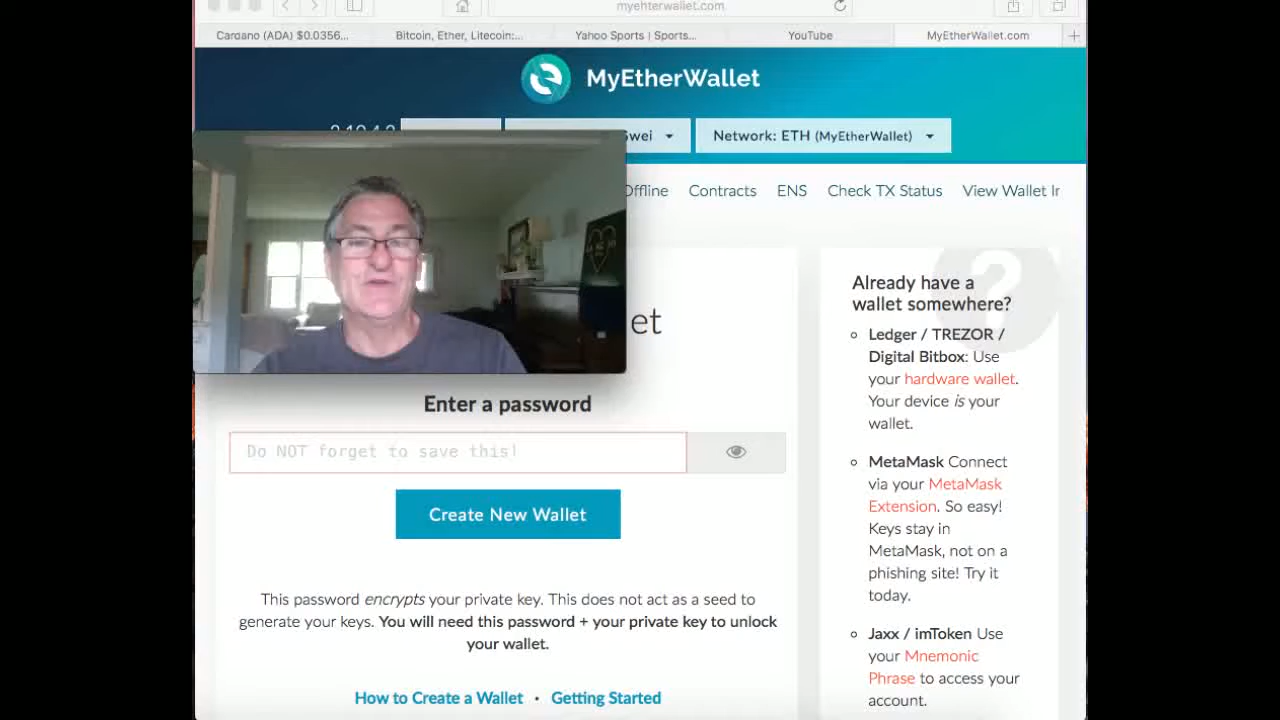 myehterwallet.com
Cardano (ADA) $0.0356...
Bitcoin, Ether, Litecoin:...
Yahoo Sports | Sports...
YouTube
MyEtherWallet.com
MyEtherWallet
Network: ETH (MyEtherWallet)
Offline
Contracts
ENS
Check TX Status
View Wallet Ir
Already have a
wallet somewhere?
Ledger / TREZOR /
Digital Bitbox: Use
your hardware wallet.
Your device is your
wallet.
MetaMask Connect
via your MetaMask
Extension. So easy!
Keys stay in
MetaMask, not on a
phishing site! Try it
today.
Jaxx / imToken Use
your Mnemonic
Phrase to access your
account.
et
Enter a password
Do NOT forget to save this!
Create New Wallet
This password encrypts your private key. This does not act as a seed to
generate your keys. You will need this password + your private key to unlock
your wallet.
How to Create a Wallet · Getting Started